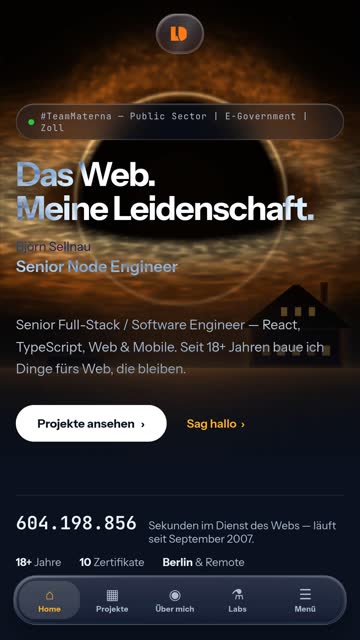 #TeamMaterna — Public Sector | E-Government |
Zoll
Das Web.
Meine Leidenschaft.
Björn Sellnau
Senior Node Engineer
Senior Full-Stack / Software Engineer — React,
TypeScript, Web & Mobile. Seit 18+ Jahren baue ich
Dinge fürs Web, die bleiben.
Projekte ansehen ›
Sag hallo ›
604.198.856 Sekunden im Dienst des Webs — läuft
seit September 2007.
18+ Jahre 10 Zertifikate Berlin & Remote
Home Projekte Über mich Labs Menü